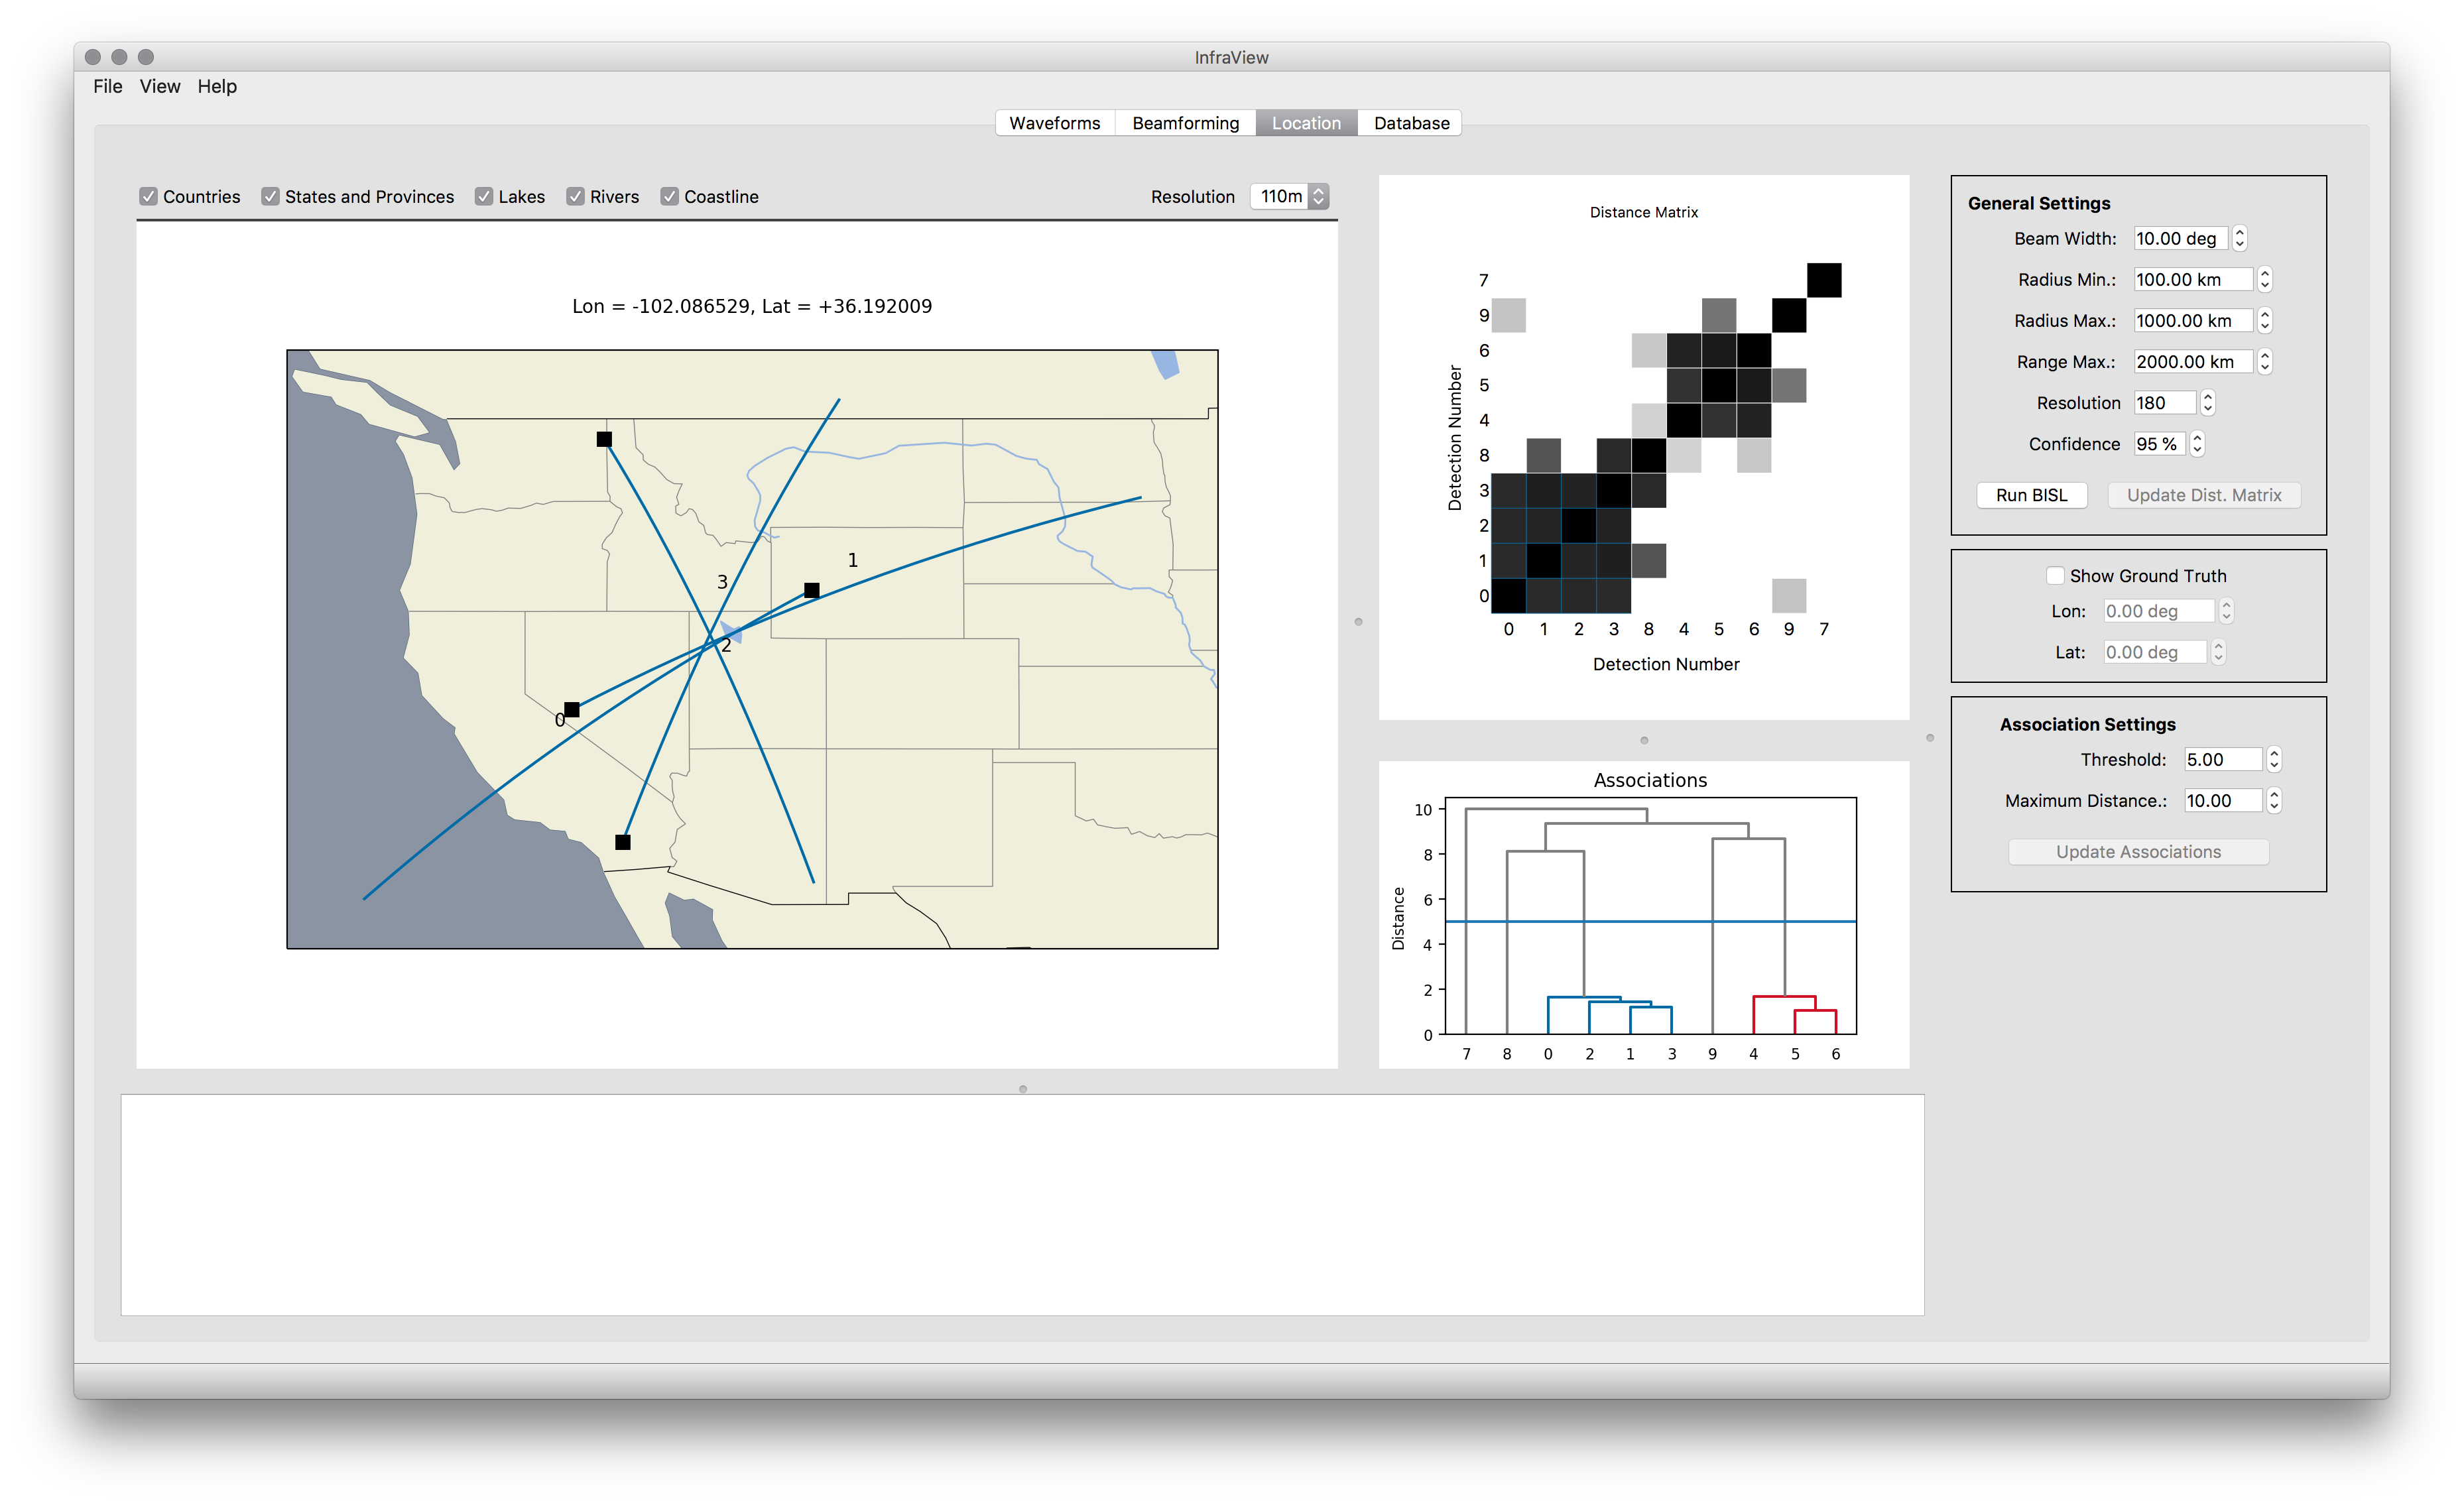 InfraView
File View Help
Waveforms Beamforming Location Database
Countries States and Provinces Lakes Rivers Coastline Resolution 110m
Lon = -102.086529, Lat = +36.192009
1
3
2
0
Distance Matrix
Detection Number
7
9
6
5
4
8
3
2
1
0
0 1 2 3 8 4 5 6 9 7
Detection Number
Associations
Distance
10
8
6
4
2
0
7 8 0 2 1 3 9 4 5 6
General Settings
Beam Width: 10.00 deg
Radius Min.: 100.00 km
Radius Max.: 1000.00 km
Range Max.: 2000.00 km
Resolution 180
Confidence 95 %
Run BISL Update Dist. Matrix
Show Ground Truth
Lon: 0.00 deg
Lat: 0.00 deg
Association Settings
Threshold: 5.00
Maximum Distance.: 10.00
Update Associations